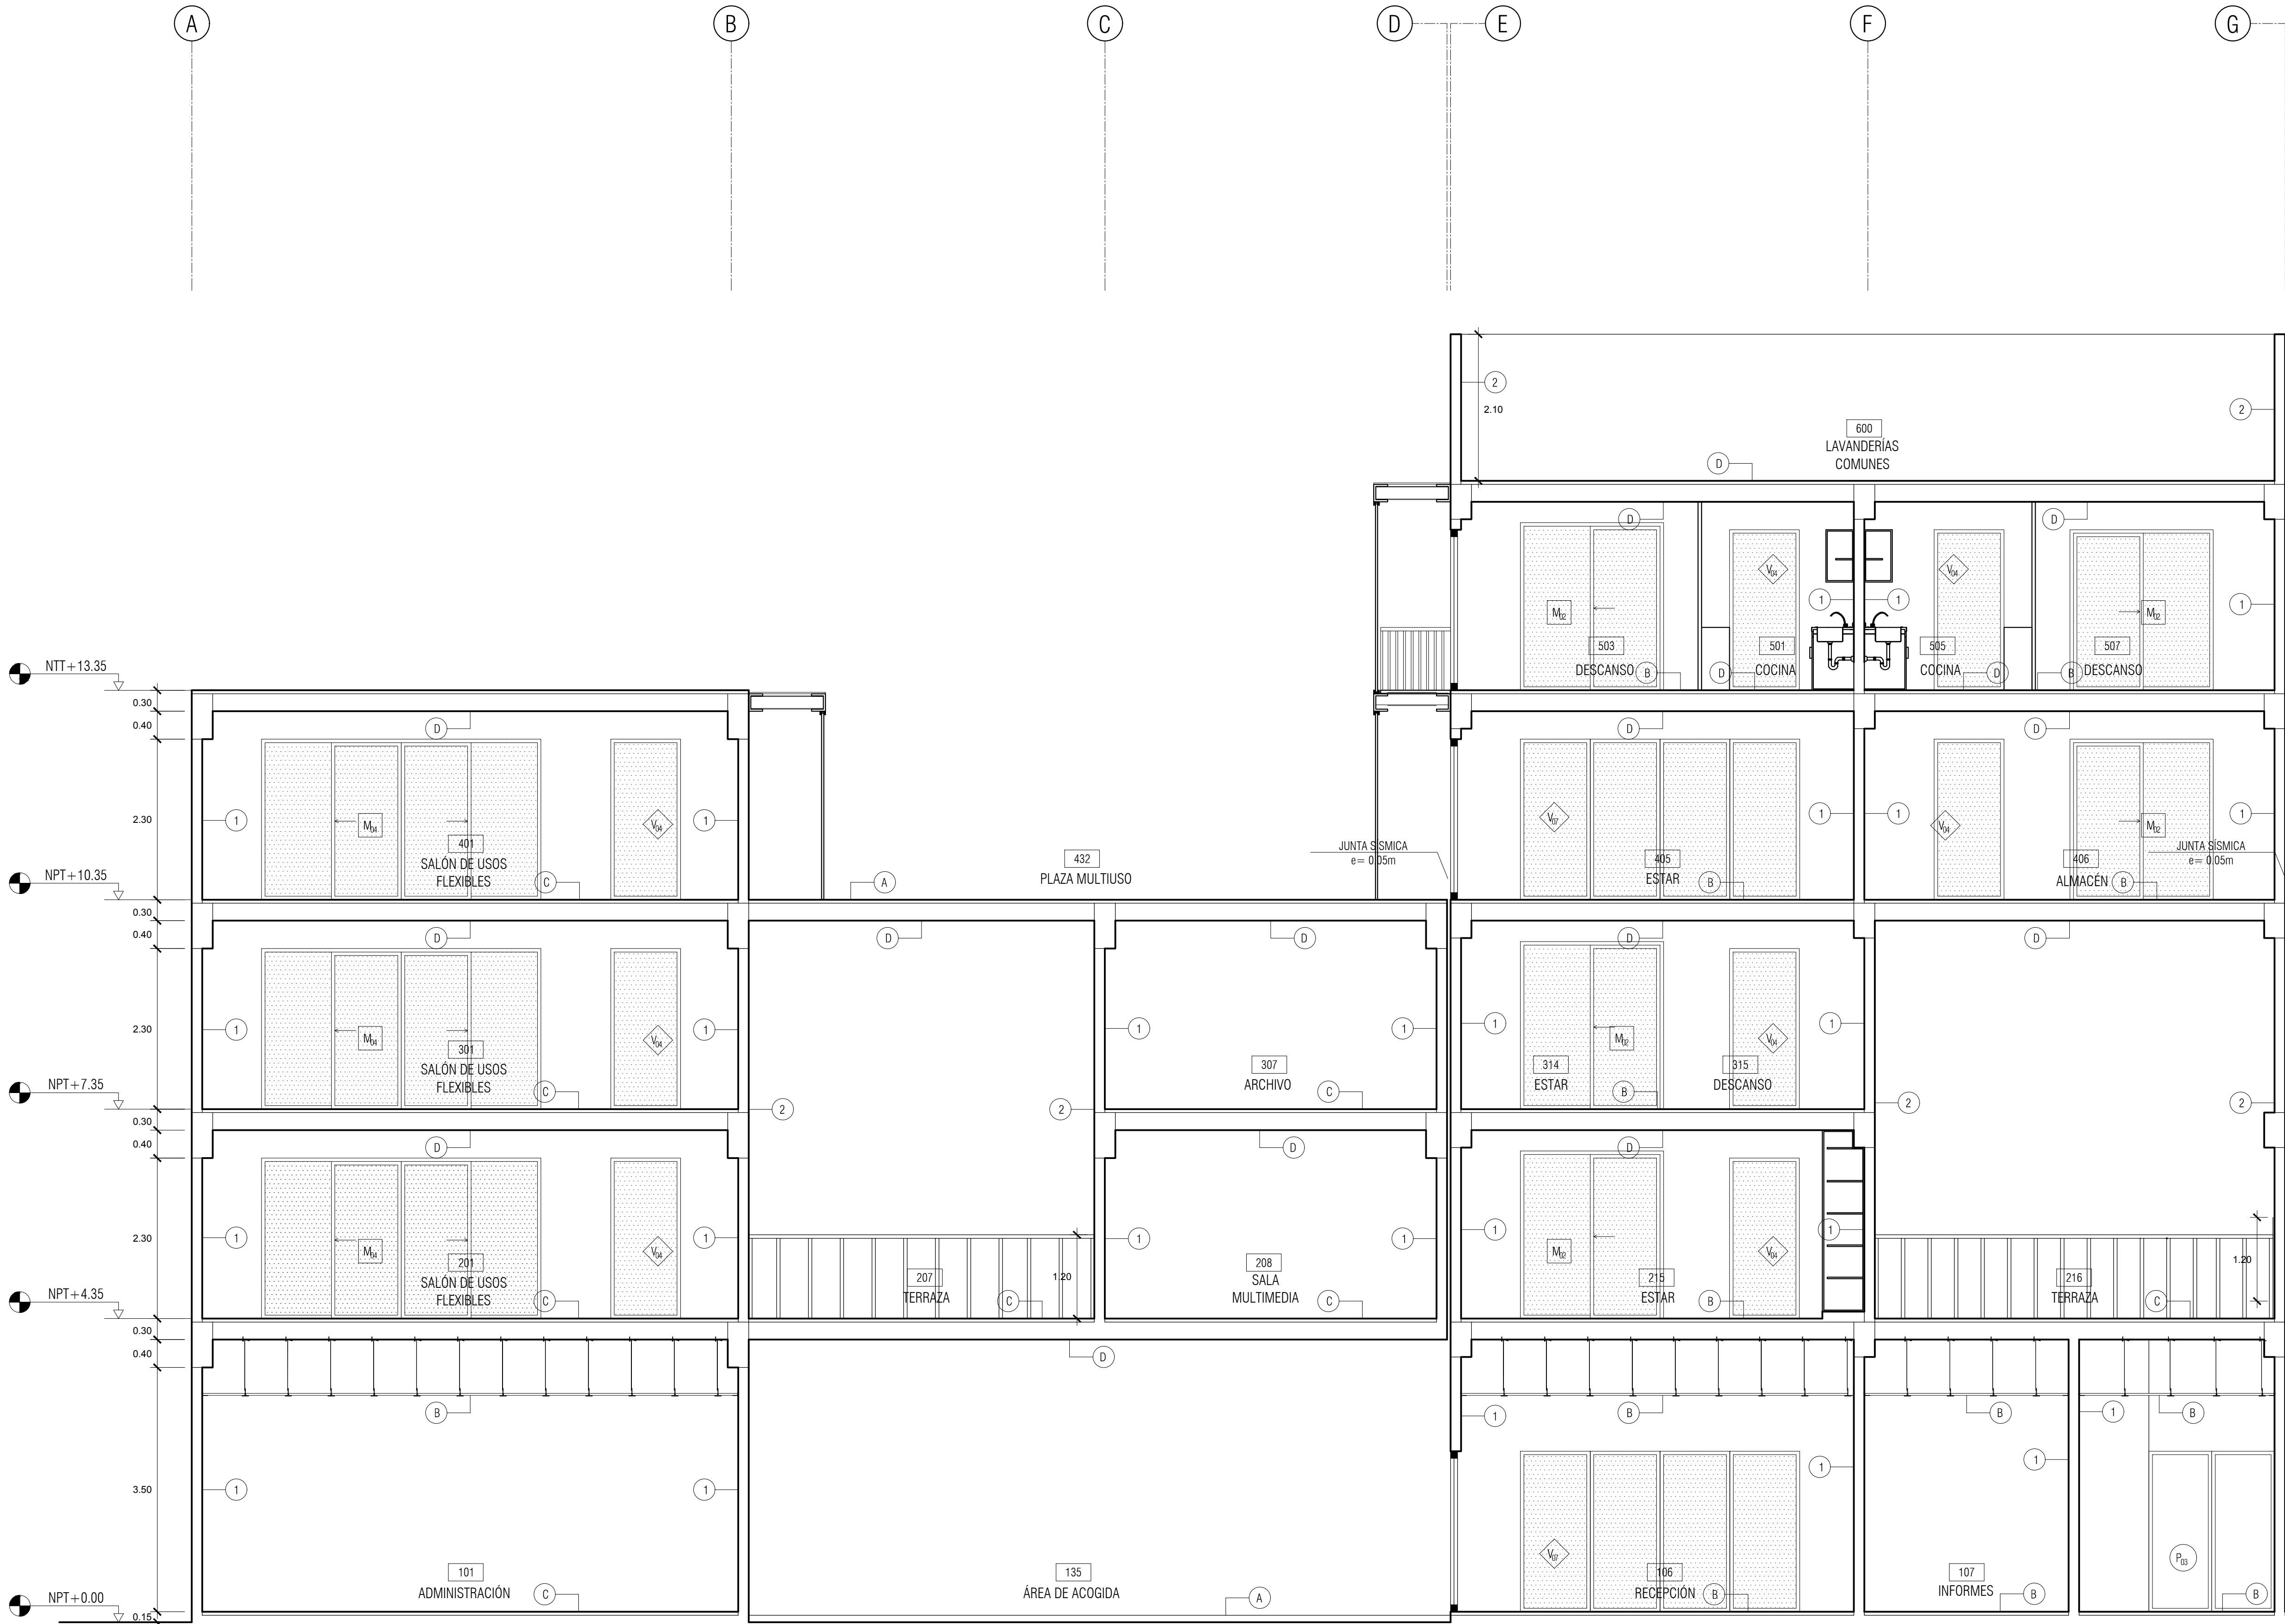 A
B
C
D
E
F
G
2
2.10
2
600
LAVANDERÍAS
COMUNES
D
D
D
V04
V04
M02
1
1
1
M02
503
DESCANSO
B
501
D
COCINA
505
COCINA
D
507
B
DESCANSO
NTT+13.35
0.30
0.40
D
D
D
2.30
1
M04
V04
1
401
SALÓN DE USOS
FLEXIBLES
C
432
PLAZA MULTIUSO
A
JUNTA SÍSMICA
e= 0.05m
V07
405
ESTAR
B
1
1
V04
M02
1
406
ALMACÉN
B
JUNTA SÍSMICA
e= 0.05m
NPT+10.35
0.30
0.40
D
D
D
D
D
2.30
1
M04
V04
1
301
SALÓN DE USOS
FLEXIBLES
C
2
2
1
1
307
ARCHIVO
C
1
M02
V04
1
314
ESTAR
B
315
DESCANSO
2
2
NPT+7.35
0.30
0.40
D
D
D
2.30
1
M04
V04
1
201
SALÓN DE USOS
FLEXIBLES
C
207
TERRAZA
C
1.20
1
1
208
SALA
MULTIMEDIA
C
1
M02
V04
1
215
ESTAR
B
216
TERRAZA
C
1.20
NPT+4.35
0.30
0.40
B
D
1
B
B
1
B
3.50
1
1
1
1
101
ADMINISTRACIÓN
C
135
ÁREA DE ACOGIDA
A
V07
106
RECEPCIÓN
B
107
INFORMES
B
P03
B
NPT+0.00
0.15